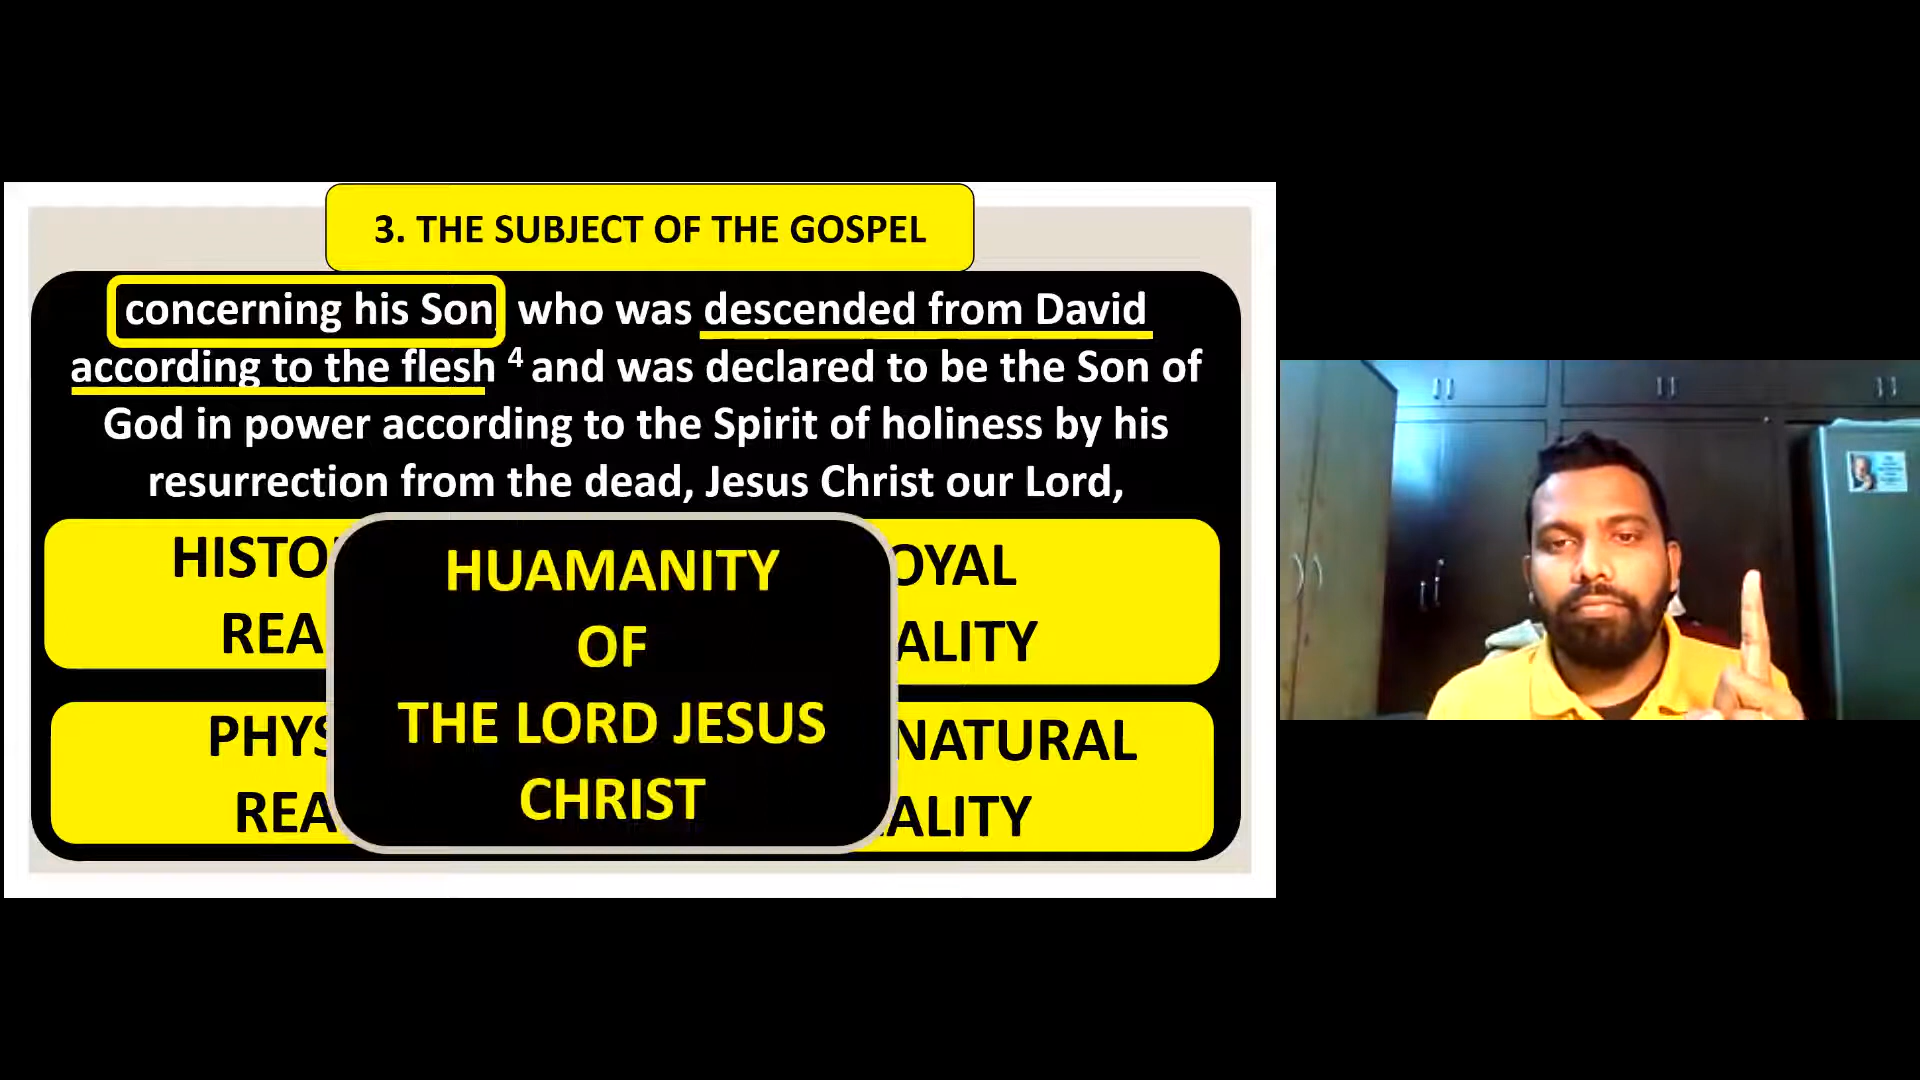 3. THE SUBJECT OF THE GOSPEL
concerning his Son, who was descended from David
according to the flesh 4 and was declared to be the Son of
God in power according to the Spirit of holiness by his
resurrection from the dead, Jesus Christ our Lord,
HISTO
REA
OYAL
ALITY
HUAMANITY
OF
THE LORD JESUS
CHRIST
PHYS
REA
NATURAL
ALITY